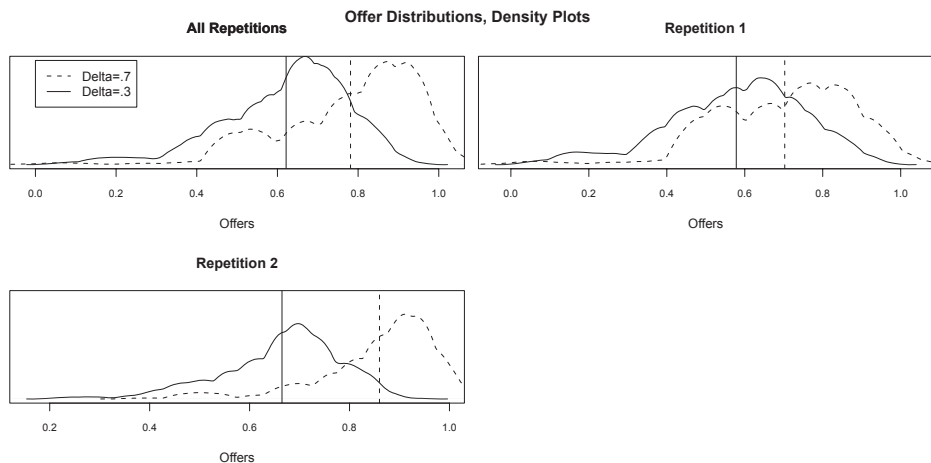 Offer Distributions, Density Plots
All Repetitions
Delta=.7
Delta=.3
0.0 0.2 0.4 0.6 0.8 1.0
Offers
Repetition 1
0.0 0.2 0.4 0.6 0.8 1.0
Offers
Repetition 2
0.2 0.4 0.6 0.8 1.0
Offers